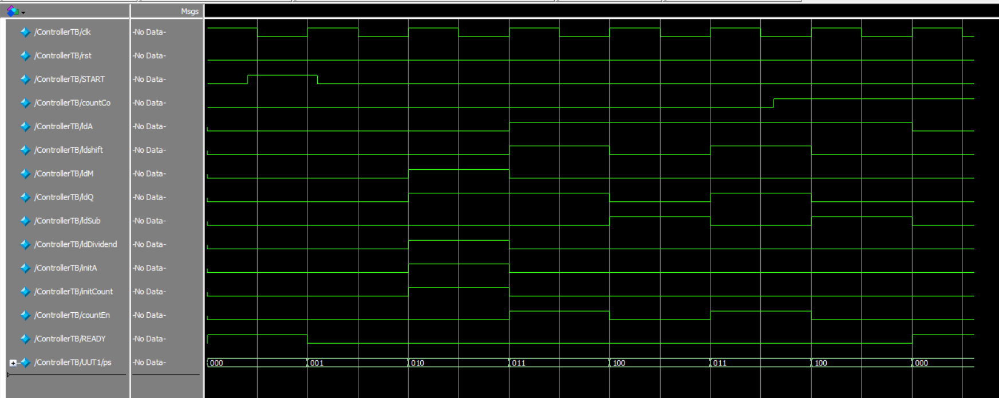 Msgs
/ControllerTB/clk -No Data-
/ControllerTB/rst -No Data-
/ControllerTB/START -No Data-
/ControllerTB/countCo -No Data-
/ControllerTB/ldA -No Data-
/ControllerTB/ldshift -No Data-
/ControllerTB/ldM -No Data-
/ControllerTB/ldQ -No Data-
/ControllerTB/ldSub -No Data-
/ControllerTB/ldDividend -No Data-
/ControllerTB/initA -No Data-
/ControllerTB/initCount -No Data-
/ControllerTB/countEn -No Data-
/ControllerTB/READY -No Data-
/ControllerTB/UUT1/ps -No Data- 000 001 010 011 100 011 100 000